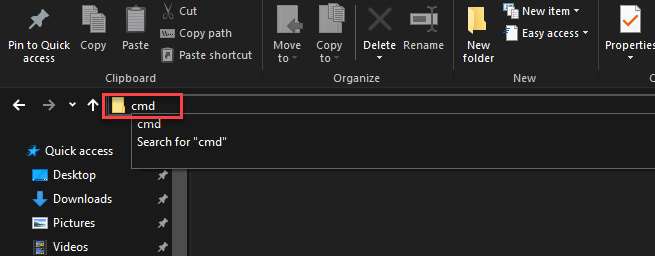 Pin to Quick access
Copy
Paste
Cut
Copy path
Paste shortcut
Clipboard
Move to
Copy to
Delete
Rename
Organize
New folder
New item
Easy access
New
Properties
cmd
cmd
Search for "cmd"
Quick access
Desktop
Downloads
Pictures
Videos